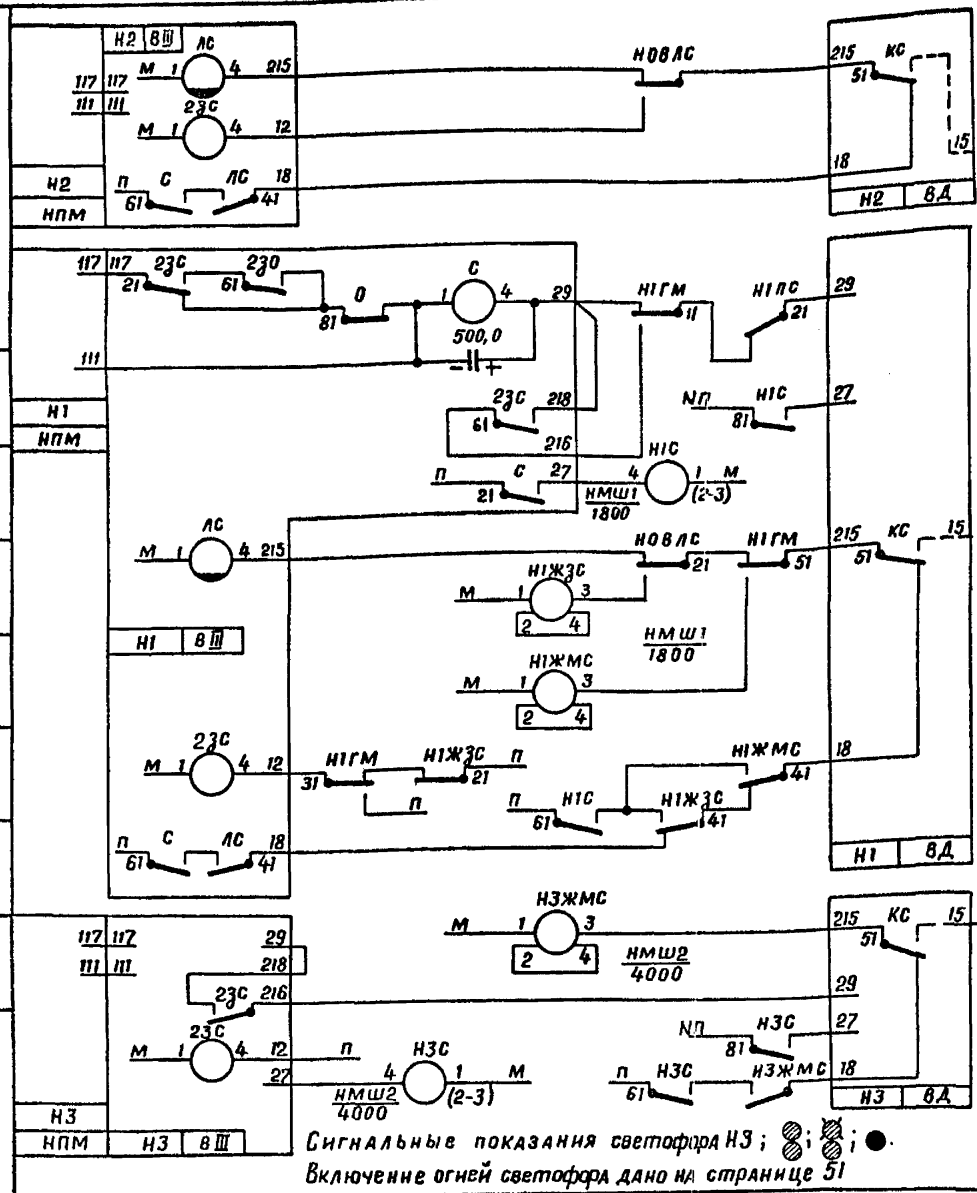 Н2 ВIII
ЛС
М 1 4 215
117 117
111 111
2ЗС
М 1 4 12
НОВЛС
215 КС
51
15
18
П С ЛС 18
61 41
Н2
НПМ
Н2 ВД
117 117 2ЗС 2ЗО
21 61
О
81
С
1 4 29
500,0
- +
Н1ГМ
11
Н1ПС
21
29
111
2ЗС 218
61
216
NП Н1С 27
81
Н1
НПМ
П С 27
21
Н1С
4 1 М
(2-3)
НМШ1
1800
ЛС
М 1 4 215
НОВЛС
21
Н1ГМ
51
215 КС 15
51
Н1ЖЗС
М 1 3
2 4
НМШ1
1800
Н1 ВIII
Н1ЖМС
М 1 3
2 4
2ЗС
М 1 4 12
Н1ГМ Н1ЖЗС П
31 21
П
Н1ЖМС 18
41
П Н1С Н1ЖЗС
61 41
П С ЛС 18
61 41
Н1 ВД
Н3ЖМС
М 1 3
2 4
НМШ2
4000
215 КС 15
51
117 117 29
111 111 218
2ЗС 216
29
2ЗС
М 1 4 12 П
27
Н3С
4 1 М
(2-3)
НМШ2
4000
NП Н3С 27
81
П Н3С Н3ЖМС 18
61
Н3 ВД
Н3
НПМ
Н3 ВIII
Сигнальные показания светофора Н3; ; ; .
Включение огней светофора дано на странице 51